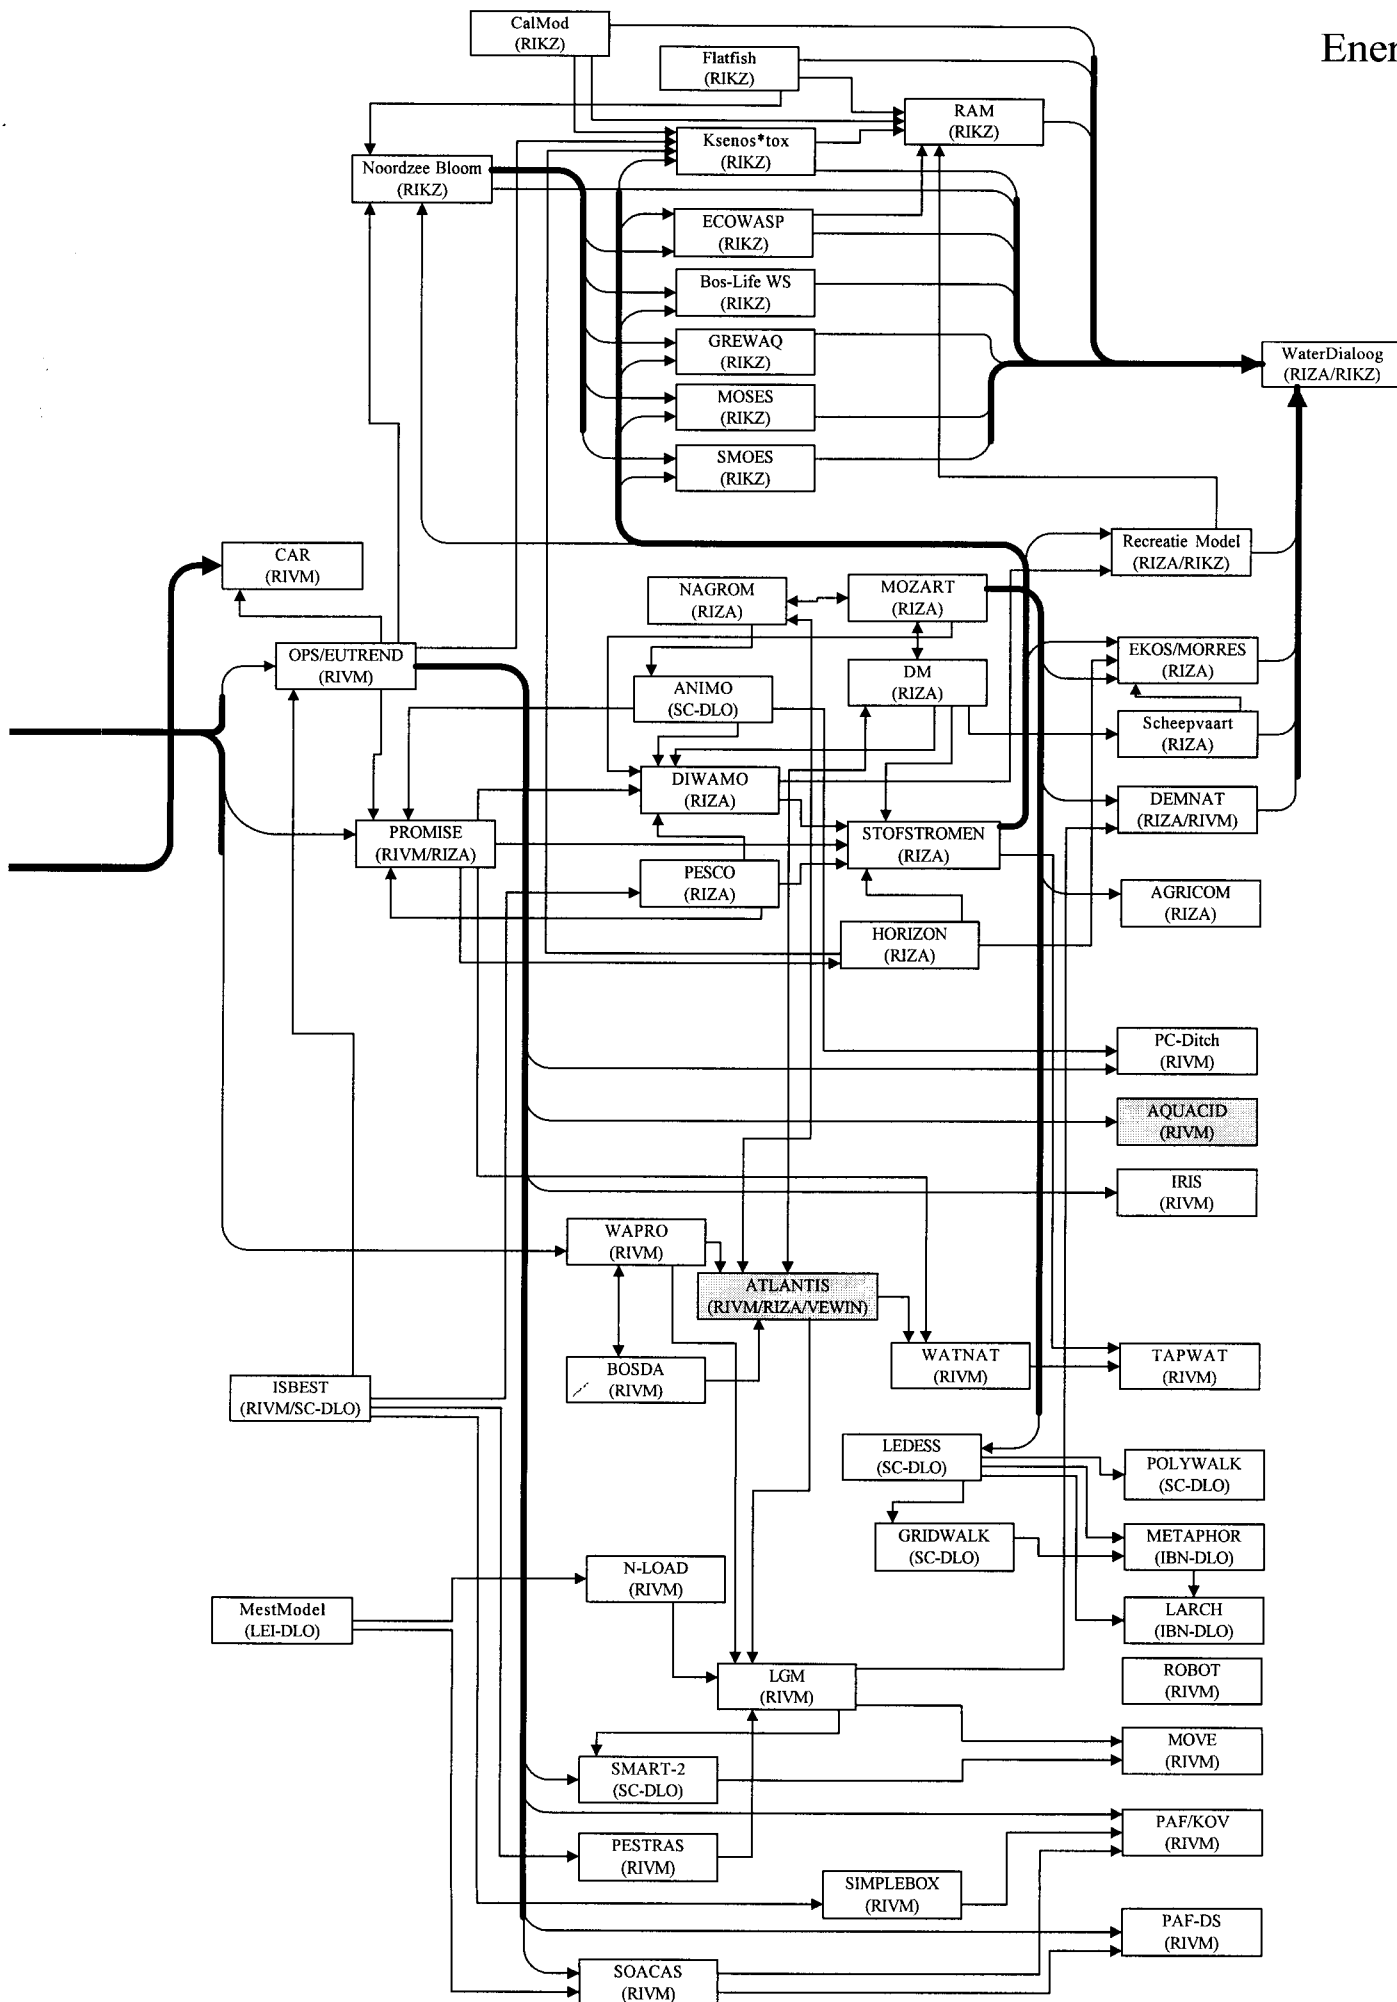 CalMod
(RIKZ)
Ener
Flatfish
(RIKZ)
RAM
(RIKZ)
Ksenos*tox
(RIKZ)
Noordzee Bloom
(RIKZ)
ECOWASP
(RIKZ)
Bos-Life WS
(RIKZ)
GREWAQ
(RIKZ)
WaterDialoog
(RIZA/RIKZ)
MOSES
(RIKZ)
SMOES
(RIKZ)
CAR
(RIVM)
Recreatie Model
(RIZA/RIKZ)
NAGROM
(RIZA)
MOZART
(RIZA)
OPS/EUTREND
(RIVM)
EKOS/MORRES
(RIZA)
ANIMO
(SC-DLO)
DM
(RIZA)
Scheepvaart
(RIZA)
DIWAMO
(RIZA)
DEMNAT
(RIZA/RIVM)
PROMISE
(RIVM/RIZA)
STOFSTROMEN
(RIZA)
PESCO
(RIZA)
AGRICOM
(RIZA)
HORIZON
(RIZA)
PC-Ditch
(RIVM)
AQUACID
(RIVM)
IRIS
(RIVM)
WAPRO
(RIVM)
ATLANTIS
(RIVM/RIZA/VEWIN)
BOSDA
(RIVM)
WATNAT
(RIVM)
TAPWAT
(RIVM)
ISBEST
(RIVM/SC-DLO)
LEDESS
(SC-DLO)
POLYWALK
(SC-DLO)
GRIDWALK
(SC-DLO)
METAPHOR
(IBN-DLO)
N-LOAD
(RIVM)
MestModel
(LEI-DLO)
LARCH
(IBN-DLO)
LGM
(RIVM)
ROBOT
(RIVM)
MOVE
(RIVM)
SMART-2
(SC-DLO)
PAF/KOV
(RIVM)
PESTRAS
(RIVM)
SIMPLEBOX
(RIVM)
PAF-DS
(RIVM)
SOACAS
(RIVM)